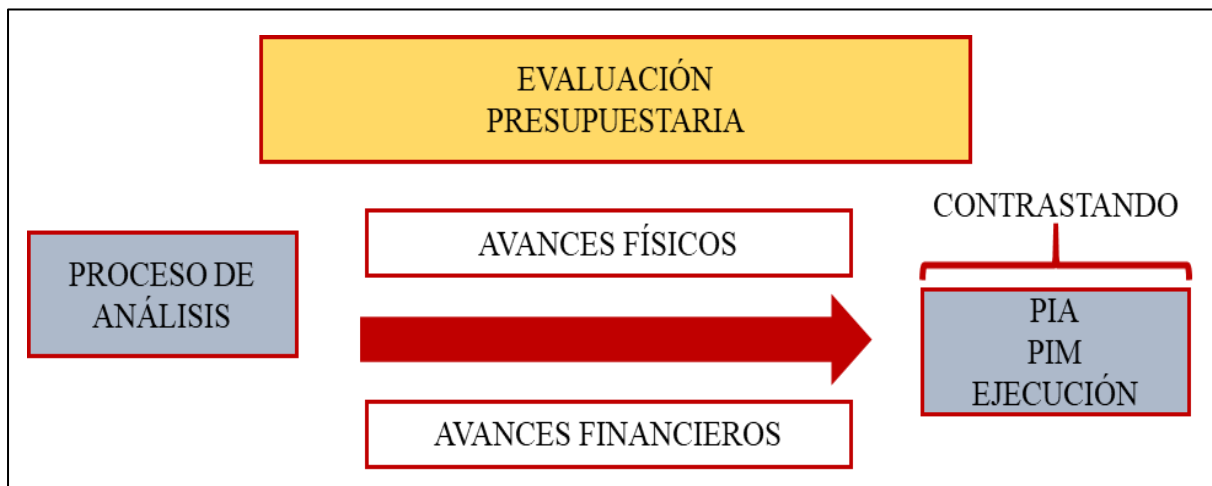 EVALUACIÓN
PRESUPUESTARIA
PROCESO DE
ANÁLISIS
AVANCES FÍSICOS
AVANCES FINANCIEROS
CONTRASTANDO
PIA
PIM
EJECUCIÓN